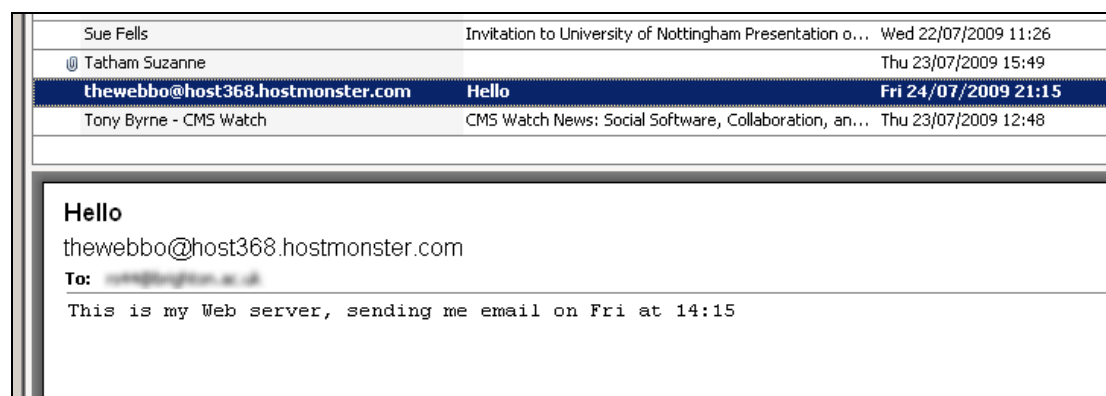 Sue Fells Invitation to University of Nottingham Presentation o... Wed 22/07/2009 11:26
Tatham Suzanne Thu 23/07/2009 15:49
thewebbo@host368.hostmonster.com Hello Fri 24/07/2009 21:15
Tony Byrne - CMS Watch CMS Watch News: Social Software, Collaboration, an... Thu 23/07/2009 12:48
Hello
thewebbo@host368.hostmonster.com
To:
This is my Web server, sending me email on Fri at 14:15